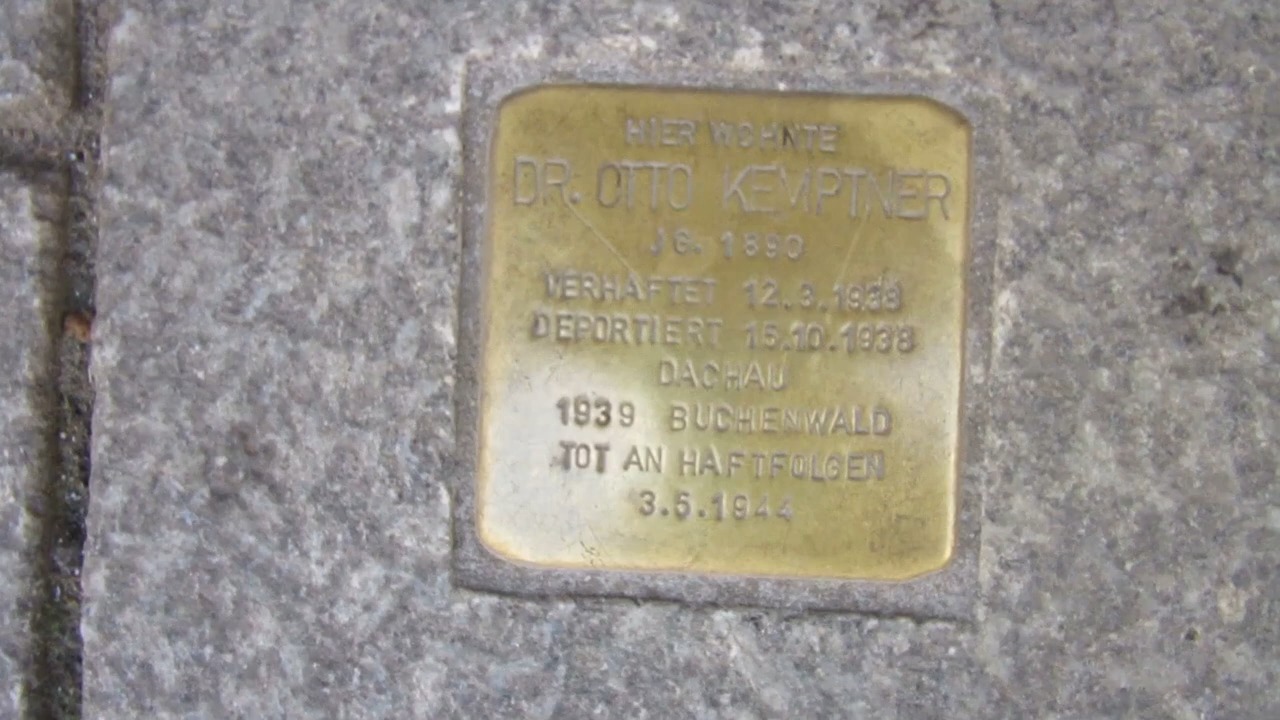 HIER WOHNTE
DR. OTTO KEMPTNER
JG. 1890
VERHAFTET 12.3.1938
DEPORTIERT 15.10.1938
DACHAU
1939 BUCHENWALD
TOT AN HAFTFOLGEN
3.5.1944